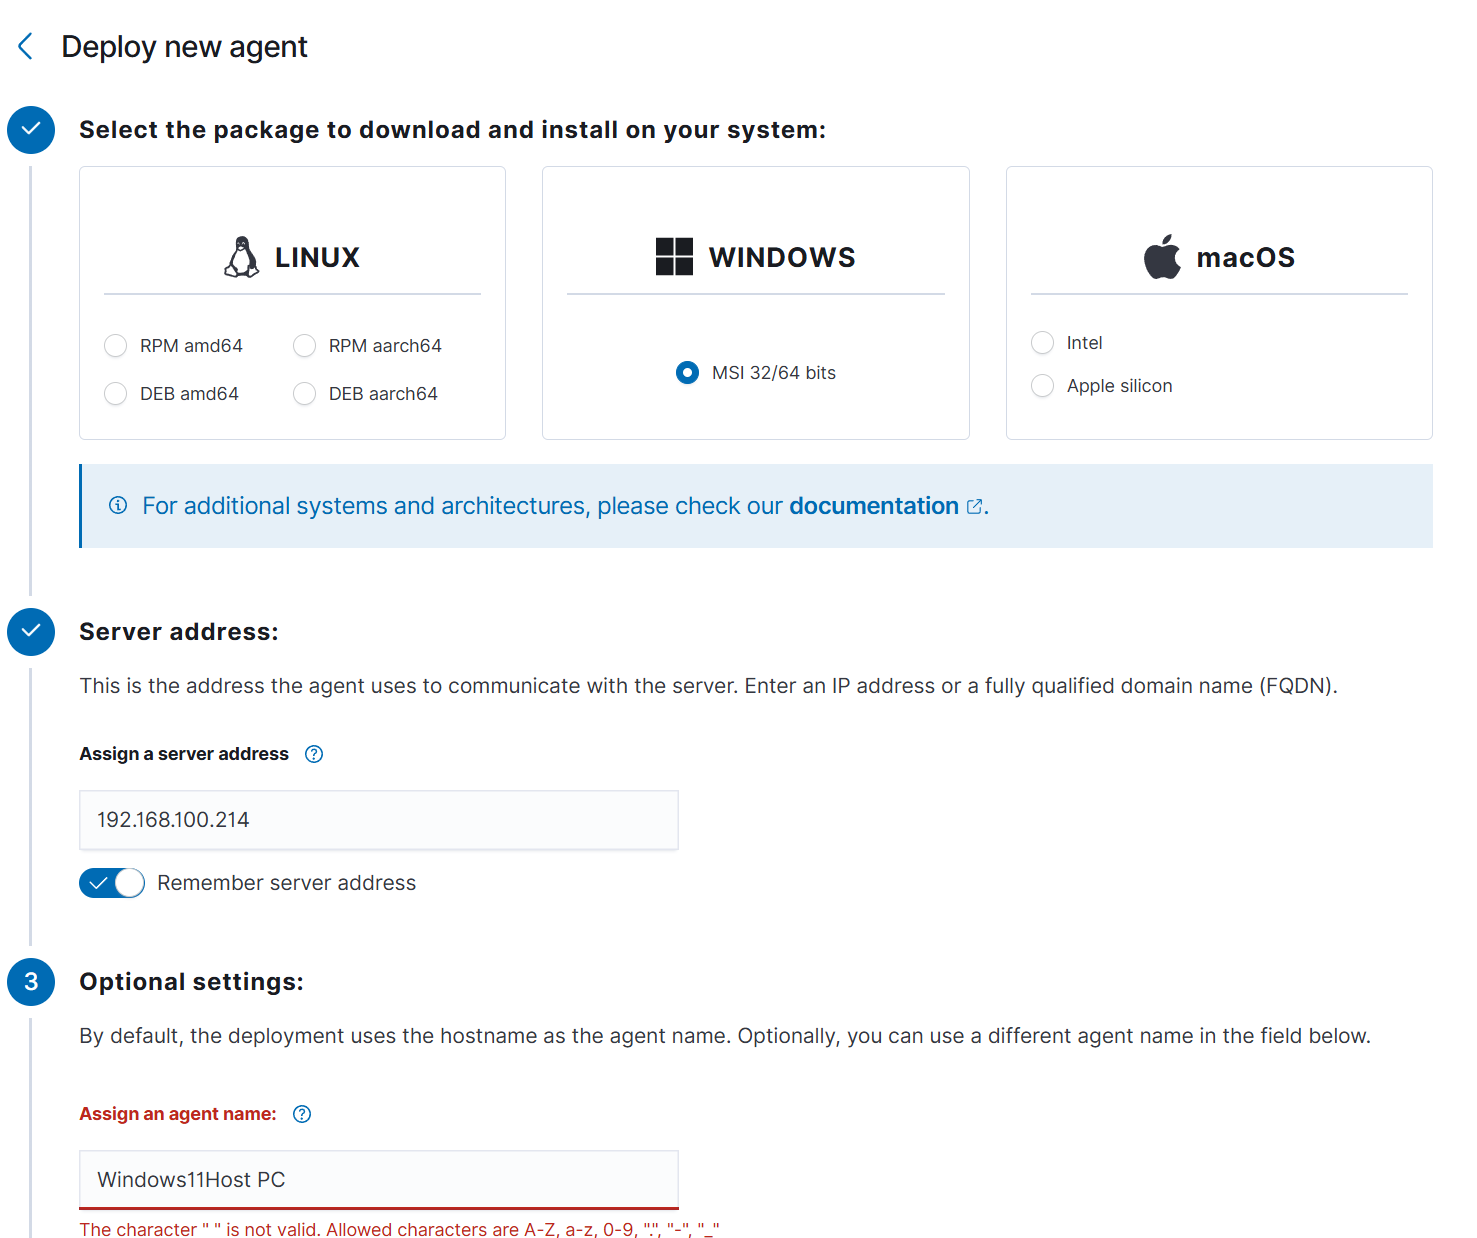 Deploy new agent
Select the package to download and install on your system:
LINUX
RPM amd64
RPM aarch64
DEB amd64
DEB aarch64
WINDOWS
MSI 32/64 bits
macOS
Intel
Apple silicon
For additional systems and architectures, please check our documentation.
Server address:
This is the address the agent uses to communicate with the server. Enter an IP address or a fully qualified domain name (FQDN).
Assign a server address
192.168.100.214
Remember server address
3 Optional settings:
By default, the deployment uses the hostname as the agent name. Optionally, you can use a different agent name in the field below.
Assign an agent name:
Windows11Host PC
The character " " is not valid. Allowed characters are A-Z, a-z, 0-9, ".", "-", "_"